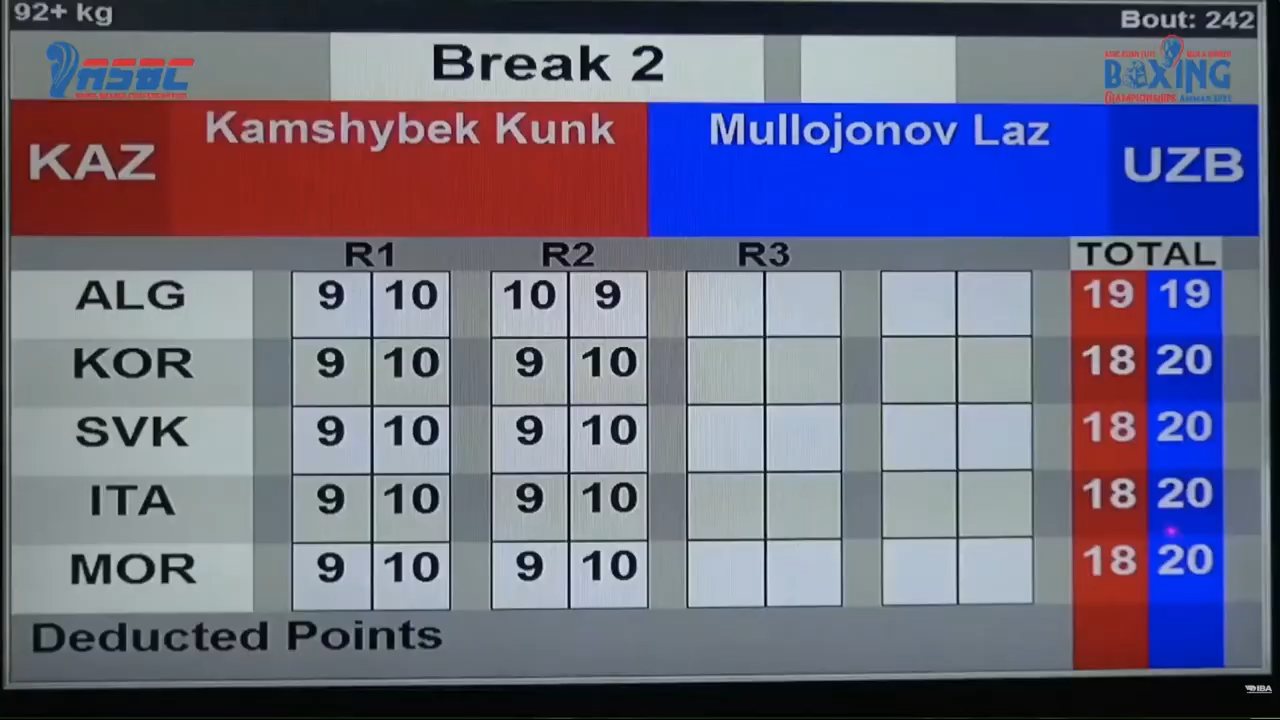 92+ kg
Bout: 242
ASBC
Break 2
BOXING
KAZ
Kamshybek Kunk
Mullojonov Laz
UZB
R1 R2 R3 TOTAL
ALG 9 10 10 9 19 19
KOR 9 10 9 10 18 20
SVK 9 10 9 10 18 20
ITA 9 10 9 10 18 20
MOR 9 10 9 10 18 20
Deducted Points
IBA